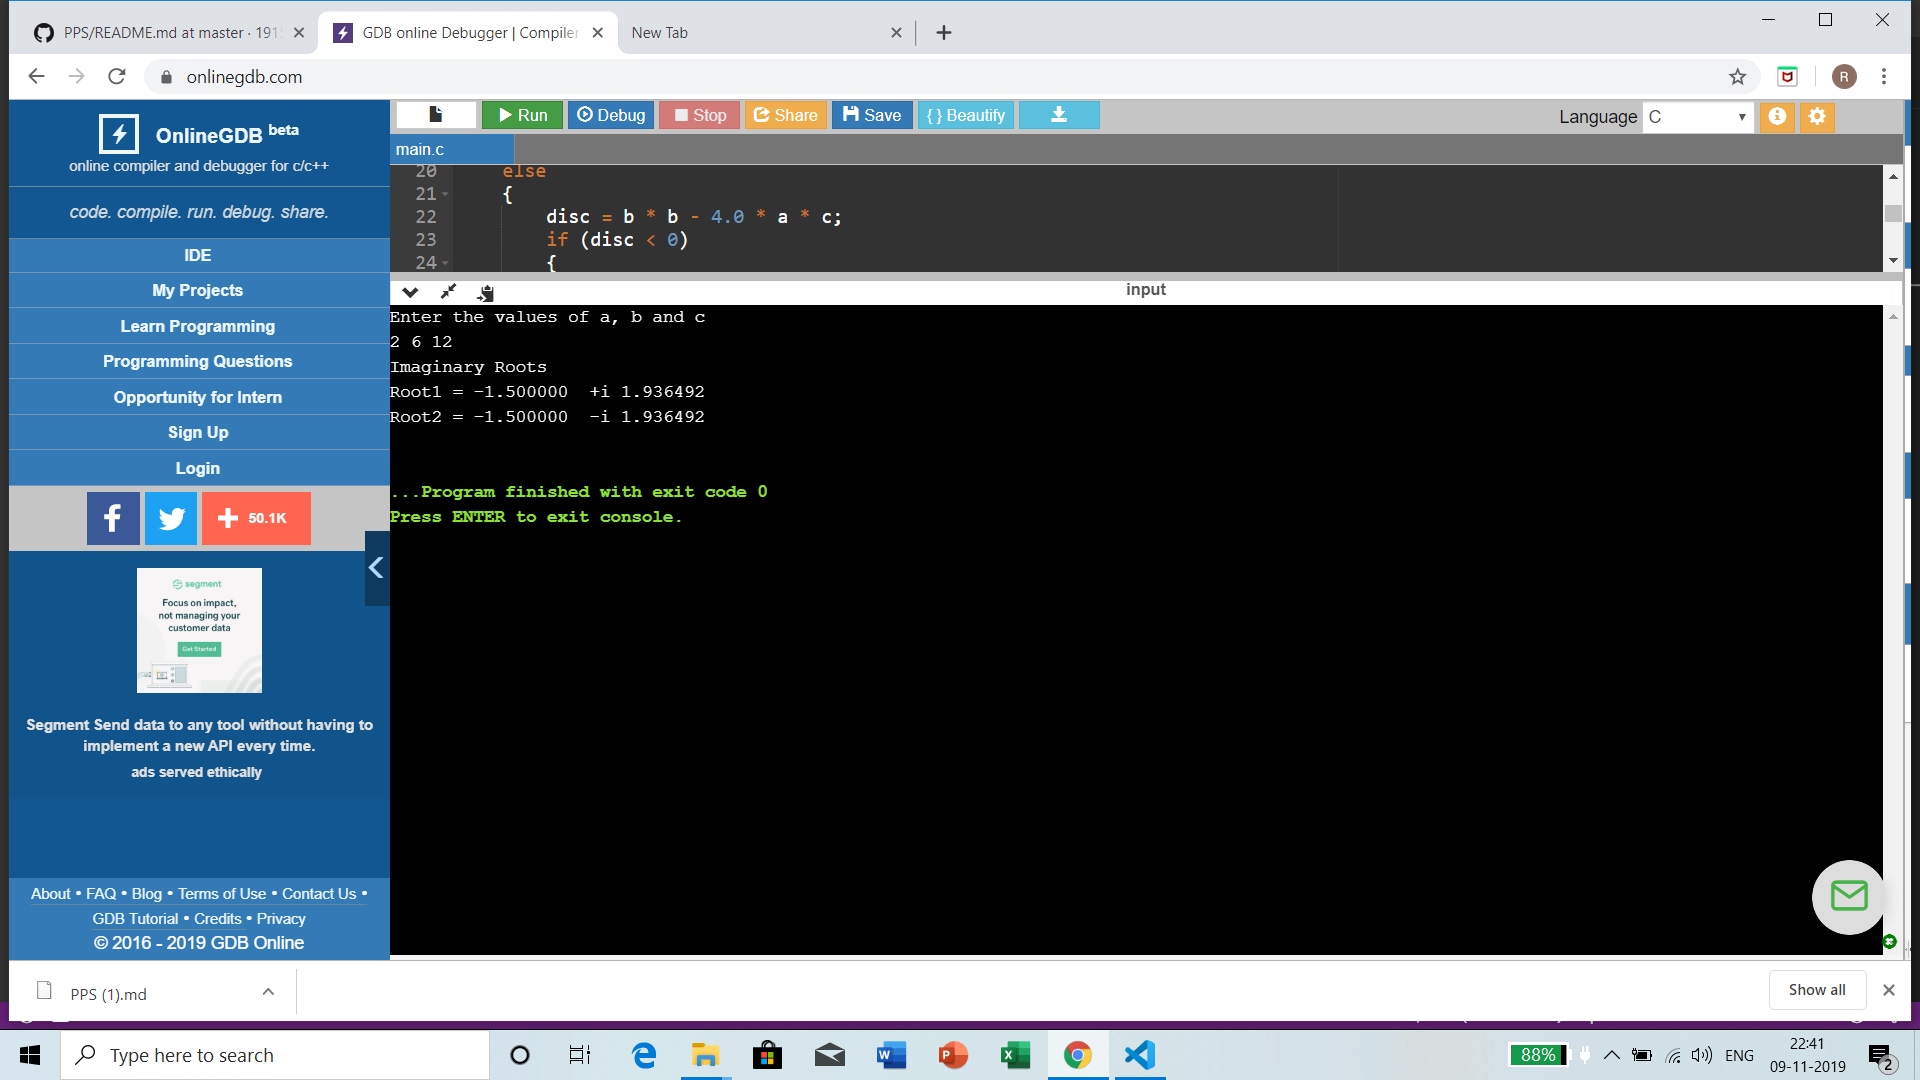 PPS/README.md at master · 191
GDB online Debugger | Compiler
New Tab
onlinegdb.com
R
OnlineGDB beta
online compiler and debugger for c/c++
code. compile. run. debug. share.
IDE
My Projects
Learn Programming
Programming Questions
Opportunity for Intern
Sign Up
Login
50.1K
segment
Focus on impact,
not managing your
customer data
Get Started
Segment Send data to any tool without having to
implement a new API every time.
ads served ethically
About • FAQ • Blog • Terms of Use • Contact Us •
GDB Tutorial • Credits • Privacy
© 2016 - 2019 GDB Online
Run
Debug
Stop
Share
Save
{ } Beautify
Language C
main.c
20 else
21 {
22 disc = b * b - 4.0 * a * c;
23 if (disc < 0)
24 {
input
Enter the values of a, b and c
2 6 12
Imaginary Roots
Root1 = -1.500000  +i 1.936492
Root2 = -1.500000  -i 1.936492
...Program finished with exit code 0
Press ENTER to exit console.
PPS (1).md
Show all
Type here to search
88%
ENG
22:41
09-11-2019
2